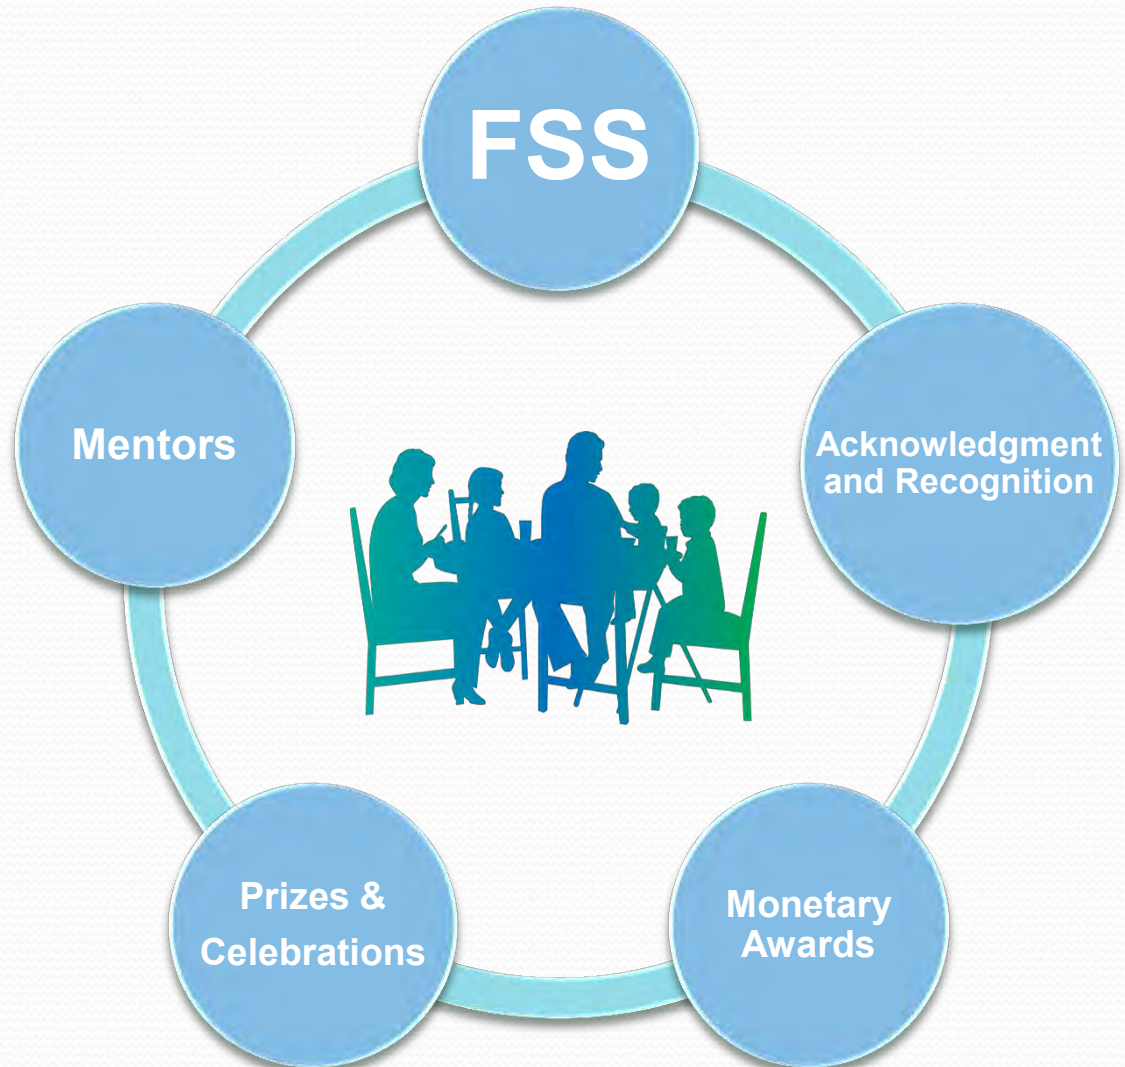 FSS
Mentors
Acknowledgment
and Recognition
Prizes &
Celebrations
Monetary
Awards